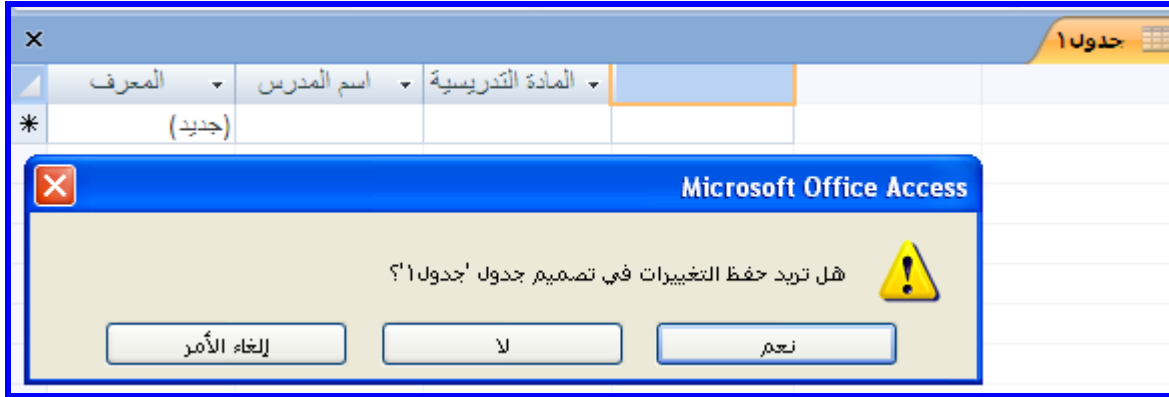 جدول١
المعرف اسم المدرس المادة التدريسية
(جديد)
Microsoft Office Access
هل تريد حفظ التغييرات في تصميم جدول 'جدول١'؟
نعم لا إلغاء الأمر